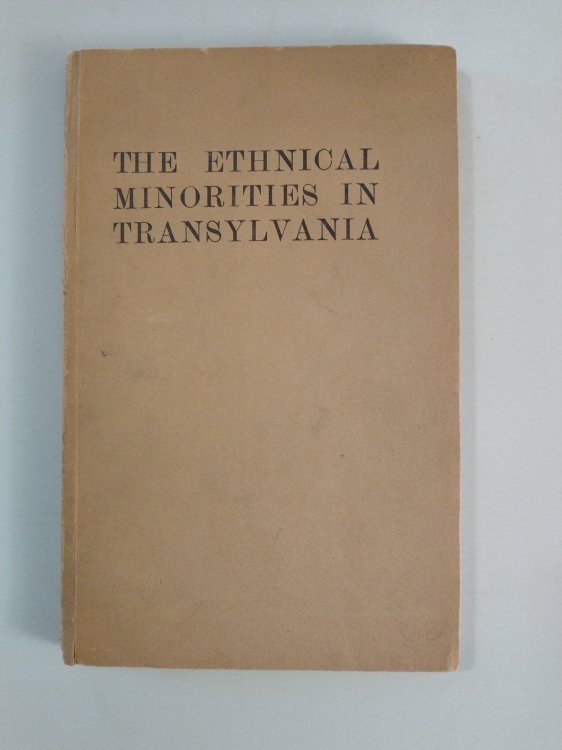 THE ETHNICAL
MINORITIES IN
TRANSYLVANIA